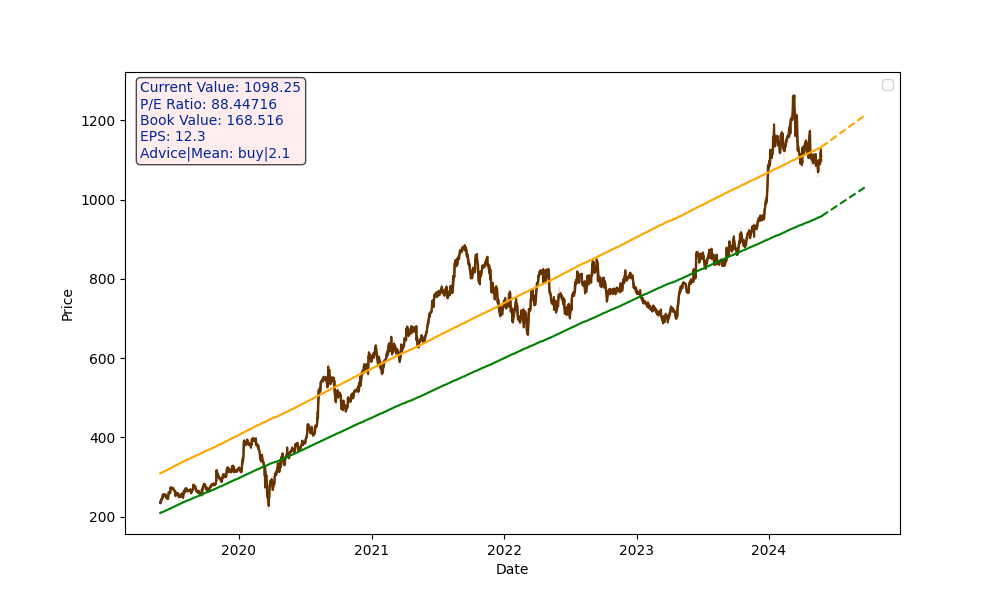 Current Value: 1098.25
P/E Ratio: 88.44716
Book Value: 168.516
EPS: 12.3
Advice|Mean: buy|2.1
1200
1000
800
600
400
200
Price
2020 2021 2022 2023 2024
Date